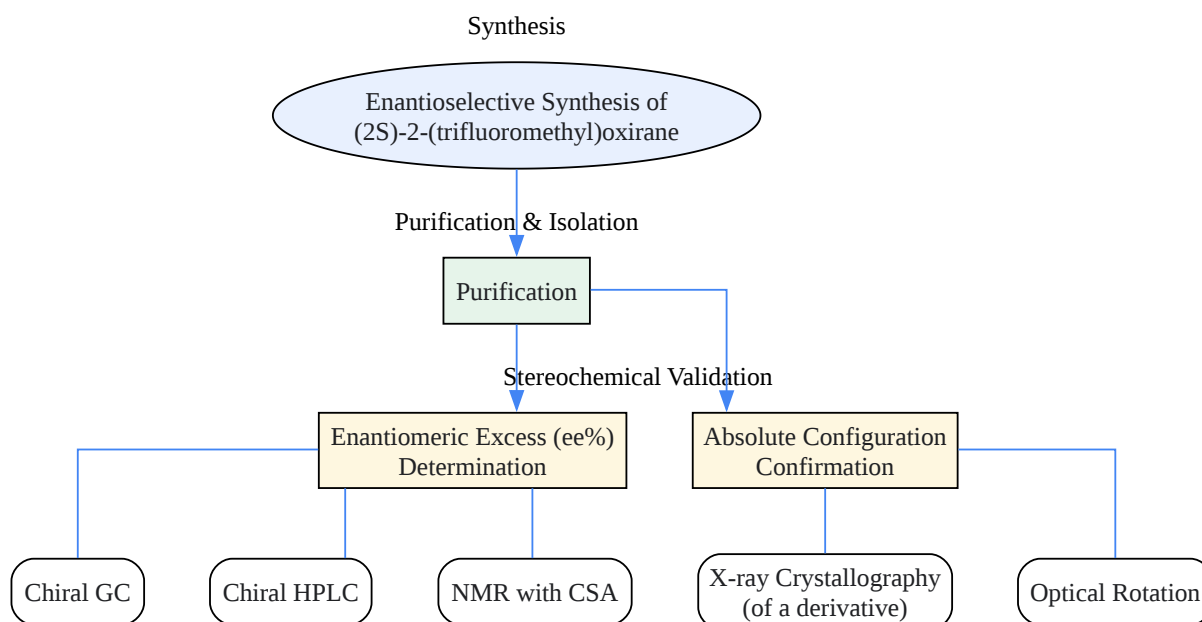 Synthesis
Enantioselective Synthesis of
(2S)-2-(trifluoromethyl)oxirane
Purification & Isolation
Purification
Stereochemical Validation
Enantiomeric Excess (ee%)
Determination
Absolute Configuration
Confirmation
Chiral GC
Chiral HPLC
NMR with CSA
X-ray Crystallography
(of a derivative)
Optical Rotation